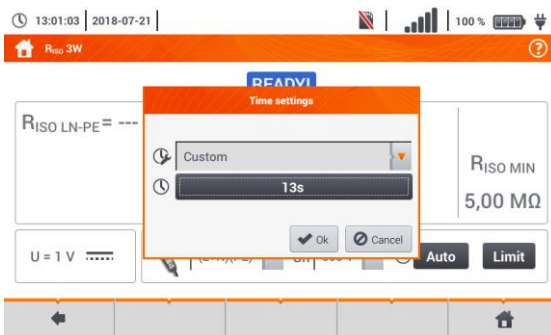 13:01:03 2018-07-21 100 %
RISO 3W
READY!
Time settings
RISO LN-PE= ---
Custom
13s
RISO MIN
5,00 MΩ
Ok Cancel
U = 1 V Auto Limit